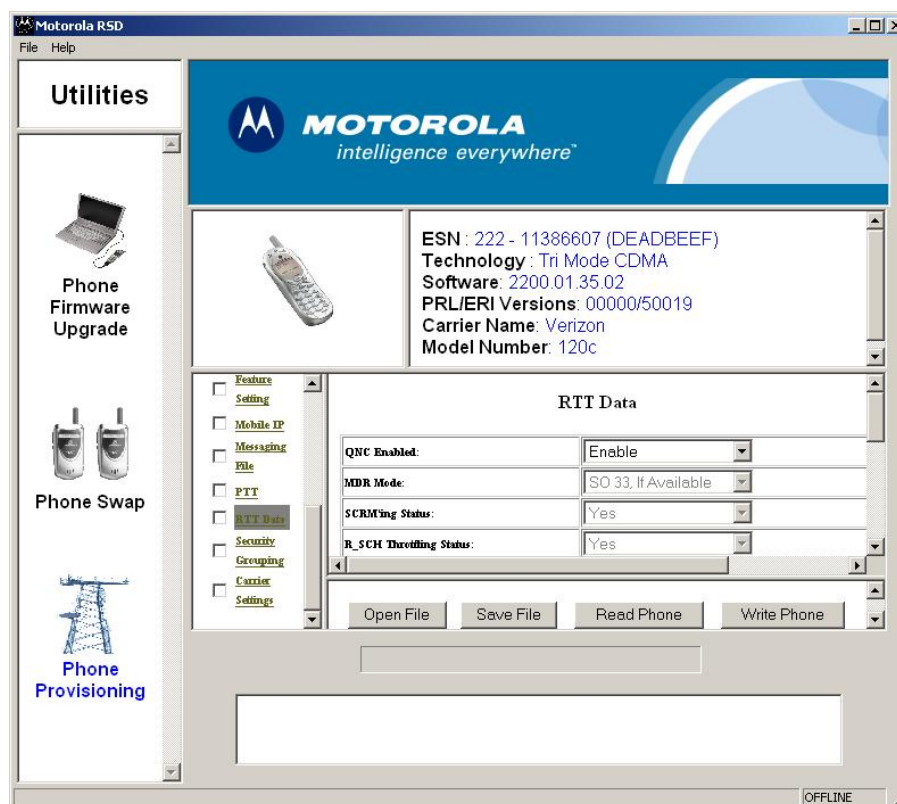 Motorola RSD
File Help
Utilities
MOTOROLA
intelligence everywhere™
Phone
Firmware
Upgrade
Phone Swap
Phone
Provisioning
ESN : 222 - 11386607 (DEADBEEF)
Technology : Tri Mode CDMA
Software: 2200.01.35.02
PRL/ERI Versions: 00000/50019
Carrier Name: Verizon
Model Number: 120c
Feature
Setting
Mobile IP
Messaging
File
PTT
RTT Data
Security
Grouping
Carrier
Settings
RTT Data
QNC Enabled: Enable
MDR Mode: SO 33, If Available
SCRM'ing Status: Yes
R_SCH Throttling Status: Yes
Open File Save File Read Phone Write Phone
OFFLINE